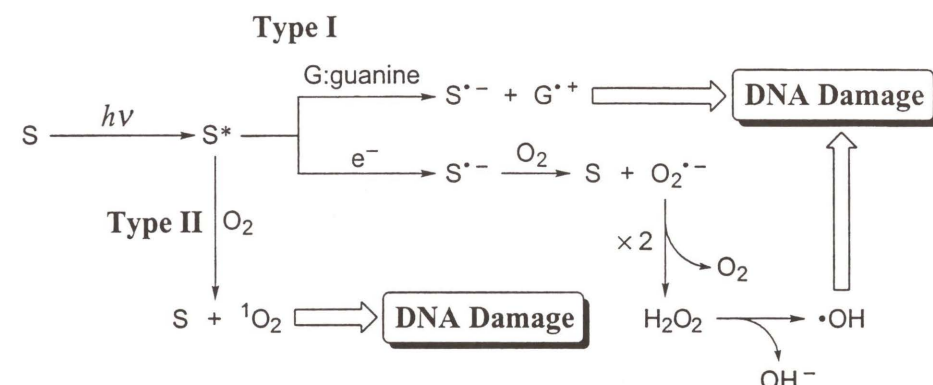 Type I
G:guanine
S•− + G•+
DNA Damage
S
hν
S*
e−
S•−
O2
S + O2•−
Type II
O2
× 2
O2
S + 1O2
DNA Damage
H2O2
•OH
OH−